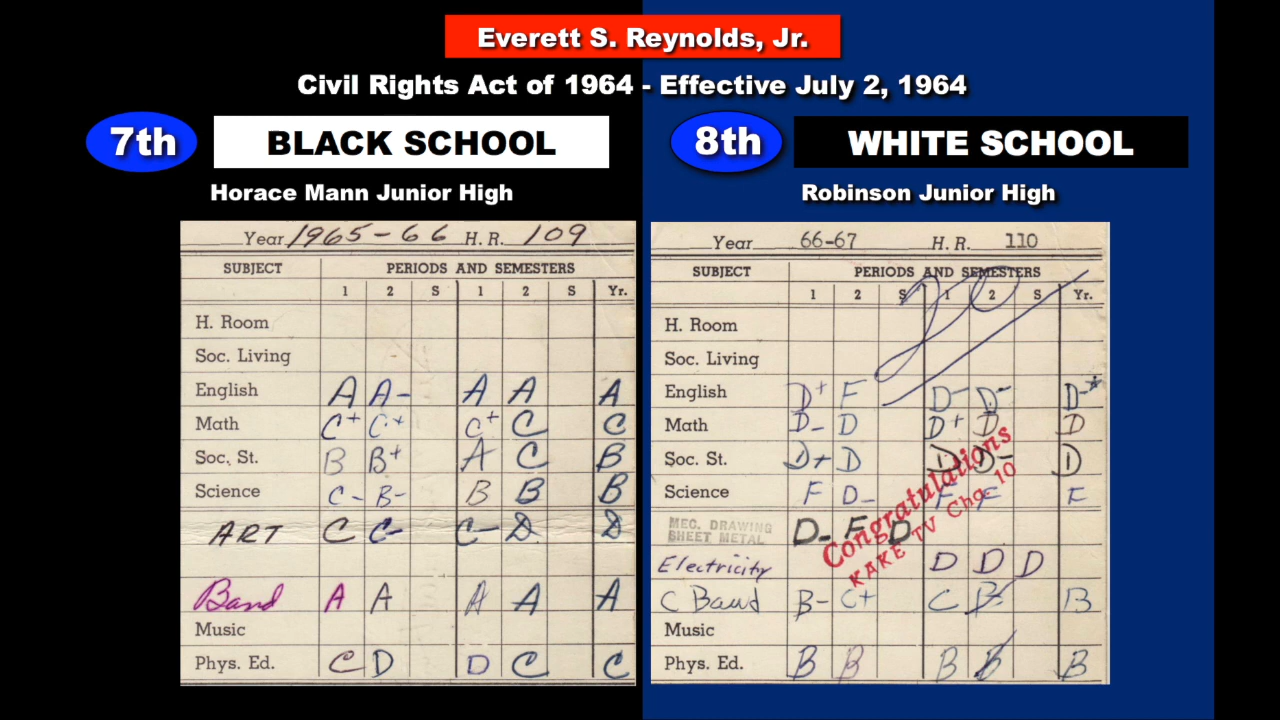 Everett S. Reynolds, Jr.
Civil Rights Act of 1964 - Effective July 2, 1964
7th BLACK SCHOOL
Horace Mann Junior High
Year 1965-66 H. R. 109
SUBJECT PERIODS AND SEMESTERS
1 2 S 1 2 S Yr.
H. Room
Soc. Living
English A A- A A A
Math C+ C+ C+ C C
Soc. St. B B+ A C B
Science C- B- B B B
ART C C- C- D D
Band A A A A A
Music
Phys. Ed. C D D C C
8th WHITE SCHOOL
Robinson Junior High
Year 66-67 H. R. 110
SUBJECT PERIODS AND SEMESTERS
1 2 S 1 2 S Yr.
H. Room
Soc. Living
English D+ F D- D- D-*
Math D- D D+ D D
Soc. St. D+ D D D- D
Science F D- F F F
MEC. DRAWING
SHEET METAL D- F D
Electricity D D D
C Band B- C+ C B- B
Music
Phys. Ed. B B B B B
Congratulations
KAKE TV Chg. 10